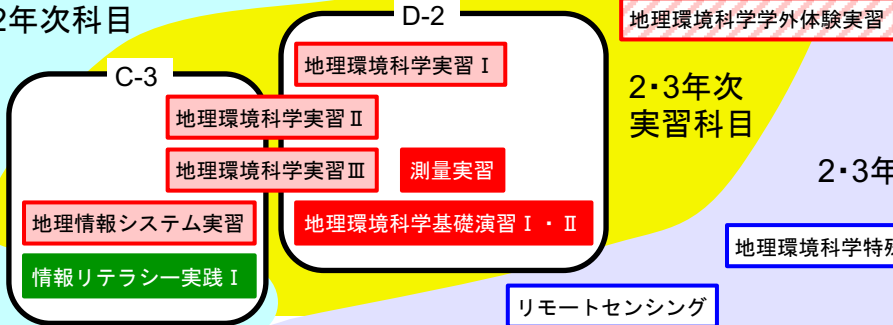 2年次科目
D-2
地理環境科学学外体験実習
地理環境科学実習Ⅰ
C-3
2・3年次
実習科目
地理環境科学実習Ⅱ
地理環境科学実習Ⅲ
測量実習
2・3年
地理情報システム実習
地理環境科学基礎演習Ⅰ・Ⅱ
地理環境科学特殊
情報リテラシー実践Ⅰ
リモートセンシング